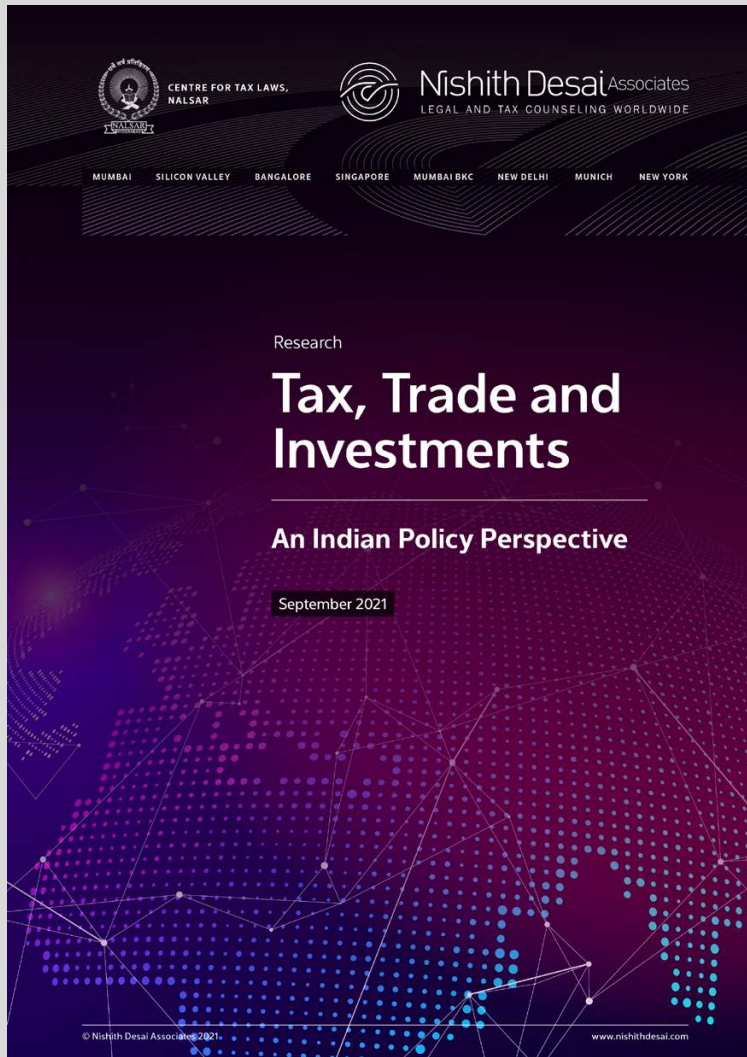 CENTRE FOR TAX LAWS,
NALSAR
NALSAR
Nishith Desai Associates
LEGAL AND TAX COUNSELING WORLDWIDE
MUMBAI SILICON VALLEY BANGALORE SINGAPORE MUMBAI BKC NEW DELHI MUNICH NEW YORK
Research
Tax, Trade and
Investments
An Indian Policy Perspective
September 2021
© Nishith Desai Associates 2021
www.nishithdesai.com